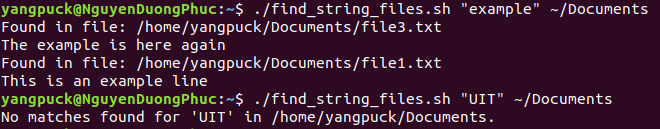 yangpuck@NguyenDuongPhuc:~$ ./find_string_files.sh "example" ~/Documents
Found in file: /home/yangpuck/Documents/file3.txt
The example is here again
Found in file: /home/yangpuck/Documents/file1.txt
This is an example line
yangpuck@NguyenDuongPhuc:~$ ./find_string_files.sh "UIT" ~/Documents
No matches found for 'UIT' in /home/yangpuck/Documents.